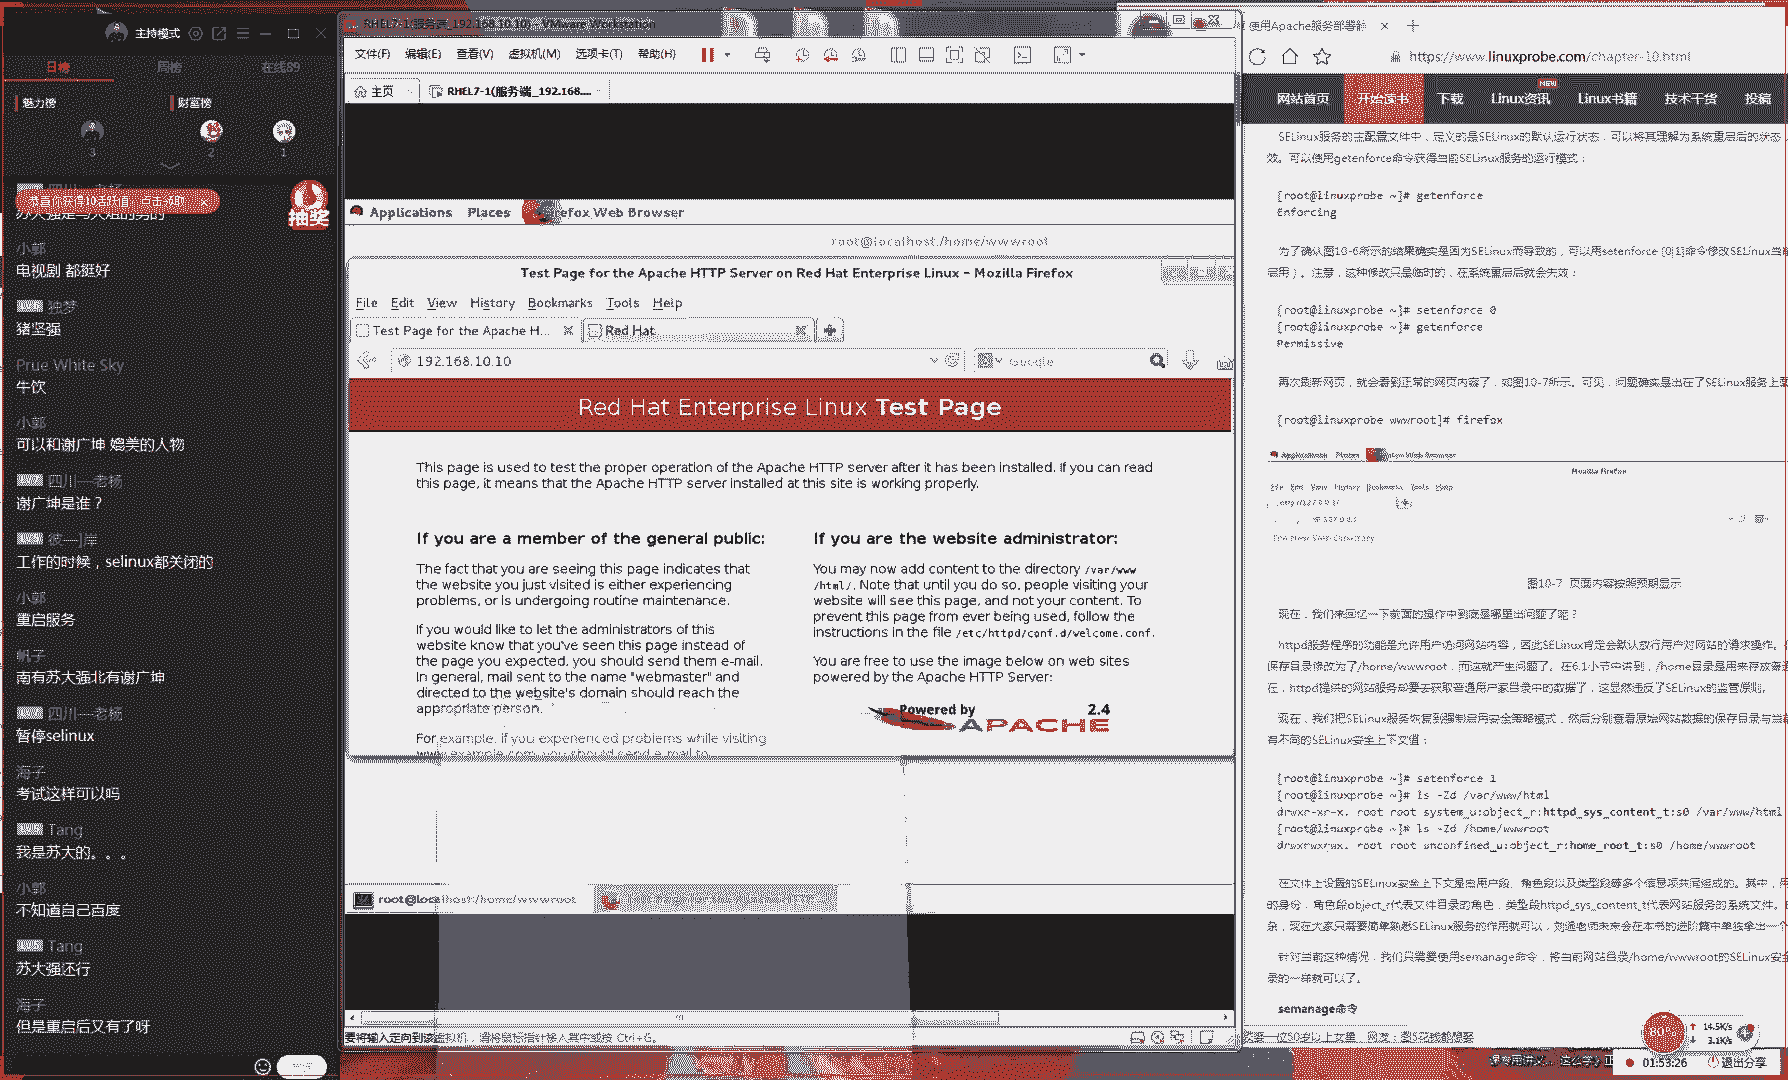 主持模式
日榜
周榜
在线89
魅力榜
财富榜
3
2
1
抽奖
小郭
电视剧 都挺好
独梦
猪坚强
Prue White Sky
牛饮
小郭
可以和谢广坤 媲美的人物
四川—老杨
谢广坤是谁？
工作的时候，selinux都关闭的
小郭
重启服务
帆子
南有苏大强北有谢广坤
四川—老杨
暂停selinux
海子
考试这样可以吗
Tang
我是苏大的。。。
小郭
不知道自己百度
Tang
苏大强还行
海子
但是重启后又有了呀
文件(F) 编辑(E) 查看(V) 虚拟机(M) 选项卡(T) 帮助(H)
主页
RHEL7-1(服务端_192.168....
Applications Places
Firefox Web Browser
root@localhost:/home/wwwroot
Test Page for the Apache HTTP Server on Red Hat Enterprise Linux - Mozilla Firefox
File Edit View History Bookmarks Tools Help
Test Page for the Apache H...
Red Hat
192.168.10.10
Google
Red Hat Enterprise Linux Test Page
This page is used to test the proper operation of the Apache HTTP server after it has been installed. If you can read
this page, it means that the Apache HTTP server installed at this site is working properly.
If you are a member of the general public:
The fact that you are seeing this page indicates that
the website you just visited is either experiencing
problems, or is undergoing routine maintenance.
If you would like to let the administrators of this
website know that you've seen this page instead of
the page you expected, you should send them e-mail.
In general, mail sent to the name "webmaster" and
directed to the website's domain should reach the
appropriate person.
For example, if you experienced problems while visiting
www.example.com, you should send e-mail to
If you are the website administrator:
You may now add content to the directory /var/www
/html/. Note that until you do so, people visiting your
website will see this page, and not your content. To
prevent this page from ever being used, follow the
instructions in the file /etc/httpd/conf.d/welcome.conf.
You are free to use the image below on web sites
powered by the Apache HTTP Server:
Powered by
APACHE
2.4
root@localhost:/home/wwwroot
要将输入定向到该虚拟机，请将鼠标指针移入其中或按 Ctrl+G。
使用Apache服务部署静
https://www.linuxprobe.com/chapter-10.html
网站首页 开始读书 下载 Linux资讯 Linux书籍 技术干货 投稿
NEW
SELinux服务的主配置文件中，定义的是SELinux的默认运行状态，可以将其理解为系统重启后的状态
效。可以使用getenforce命令获得当前SELinux服务的运行模式：
[root@linuxprobe ~]# getenforce
Enforcing
为了确认图10-6所示的结果确实是因为SELinux而导致的，可以用setenforce [0|1]命令修改SELinux当
启用）。注意，这种修改只是临时的，在系统重启后就会失效：
[root@linuxprobe ~]# setenforce 0
[root@linuxprobe ~]# getenforce
Permissive
再次刷新网页，就会看到正常的网页内容了，如图10-7所示。可见，问题确实是出在了SELinux服务上
[root@linuxprobe wwwroot]# firefox
Mozilla Firefox
图10-7 页面内容按照预期显示
现在，我们来回忆一下前面的操作中到底是哪里出问题了呢？
httpd服务程序的功能是允许用户访问网站内容，因此SELinux肯定会默认放行用户对网站的请求操作。
保存目录修改为了/home/wwwroot，而这就产生问题了。在6.1小节中讲到，/home目录是用来存放普通
在，httpd提供的网站服务却要去获取普通用户家目录中的数据了，这显然违反了SELinux的监管原则。
现在，我们把SELinux服务恢复到强制启用安全策略模式，然后分别查看原始网站数据的保存目录与当
有不同的SELinux安全上下文值：
[root@linuxprobe ~]# setenforce 1
[root@linuxprobe ~]# ls -Zd /var/www/html
drwxr-xr-x. root root system_u:object_r:httpd_sys_content_t:s0 /var/www/html
[root@linuxprobe ~]# ls -Zd /home/wwwroot
drwxrwxrwx. root root unconfined_u:object_r:home_root_t:s0 /home/wwwroot
在文件上设置的SELinux安全上下文是由用户段、角色段以及类型段等多个信息项共同组成的。其中，用
的身份，角色段object_r代表文件目录的角色，类型段httpd_sys_content_t代表网站服务的系统文件。
杂，现在大家只需要简单熟悉SELinux服务的作用就可以，刘遄老师未来会在本书的进阶篇中单独拿出一个
针对当前这种情况，我们只需要使用semanage命令，将当前网站目录/home/wwwroot的SELinux安全
录的一样就可以了。
semanage命令
80%
14.5K/s
3.1K/s
01:53:26
退出分享